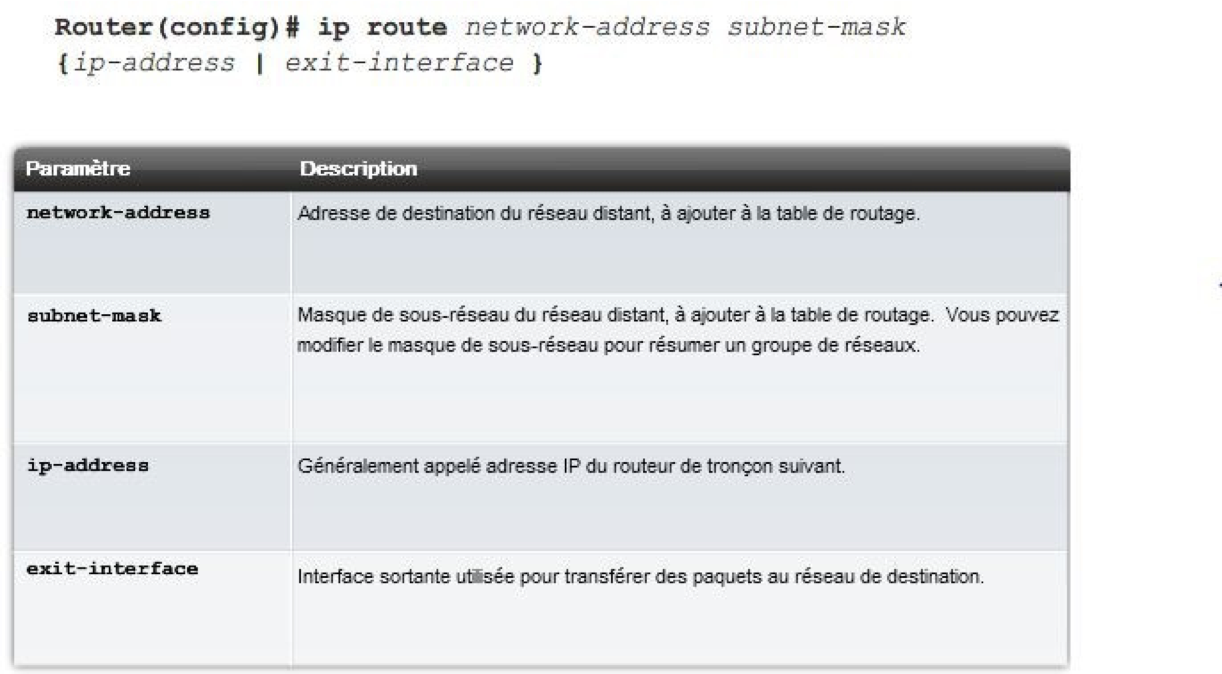 Router(config)# ip route network-address subnet-mask
{ip-address | exit-interface }
Paramètre Description
network-address Adresse de destination du réseau distant, à ajouter à la table de routage.
subnet-mask Masque de sous-réseau du réseau distant, à ajouter à la table de routage. Vous pouvez
modifier le masque de sous-réseau pour résumer un groupe de réseaux.
ip-address Généralement appelé adresse IP du routeur de tronçon suivant.
exit-interface Interface sortante utilisée pour transférer des paquets au réseau de destination.